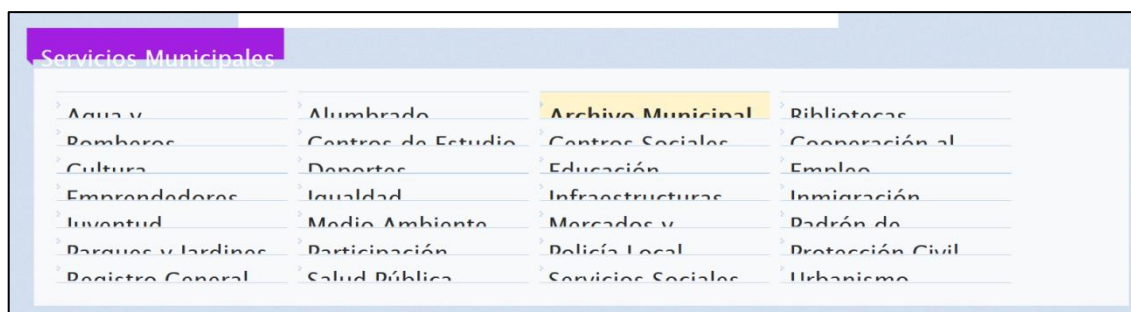 Servicios Municipales
Agua y Alumbrado Archivo Municipal Bibliotecas
Bomberos Centros de Estudio Centros Sociales Cooperación al
Cultura Deportes Educación Empleo
Emprendedores Igualdad Infraestructuras Inmigración
Juventud Medio Ambiente Mercados y Padrón de
Parques y Jardines Participación Policía Local Protección Civil
Registro General Salud Pública Servicios Sociales Urbanismo